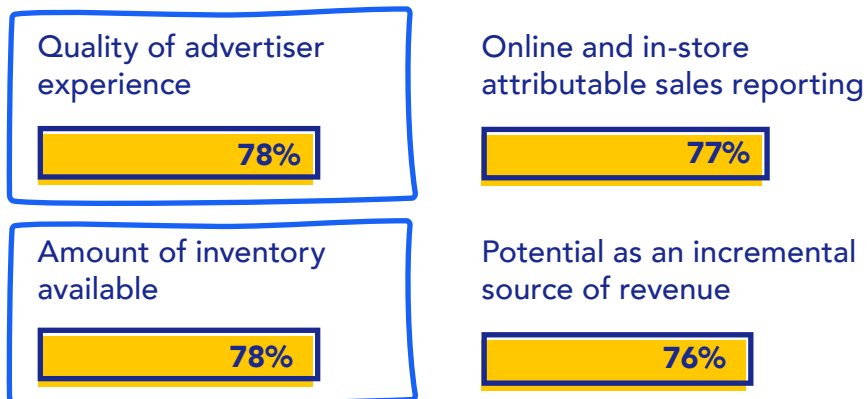 Quality of advertiser
experience
78%
Online and in-store
attributable sales reporting
77%
Amount of inventory
available
78%
Potential as an incremental
source of revenue
76%